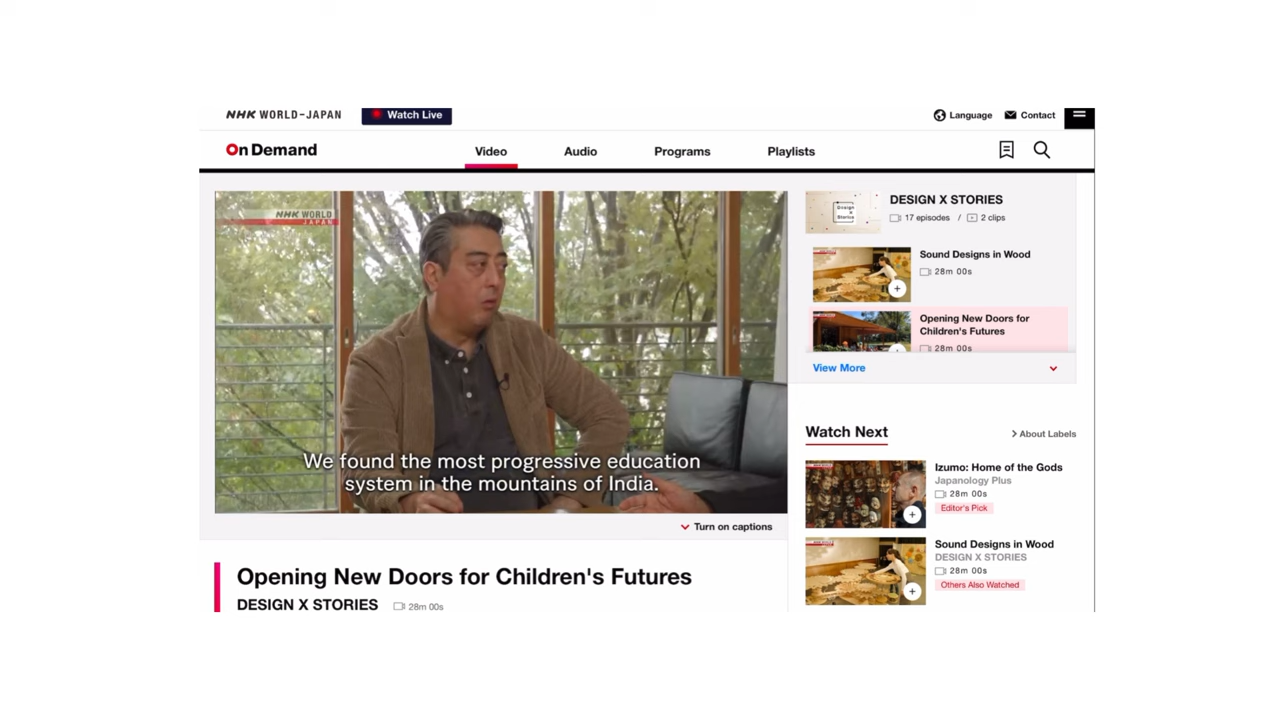 NHK WORLD-JAPAN
Watch Live
Language
Contact
On Demand
Video
Audio
Programs
Playlists
NHK WORLD
JAPAN
We found the most progressive education
system in the mountains of India.
Turn on captions
Opening New Doors for Children's Futures
DESIGN X STORIES
28m 00s
Design
x
Stories
DESIGN X STORIES
17 episodes / 2 clips
Sound Designs in Wood
28m 00s
Opening New Doors for
Children's Futures
28m 00s
View More
Watch Next
About Labels
Izumo: Home of the Gods
Japanology Plus
28m 00s
Editor's Pick
Sound Designs in Wood
DESIGN X STORIES
28m 00s
Others Also Watched